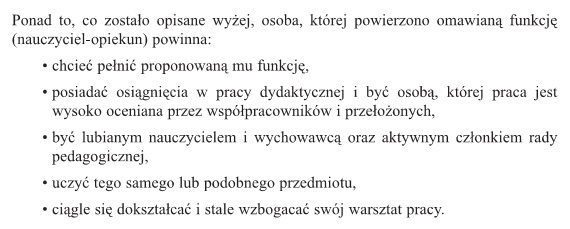 Ponad to, co zostało opisane wyżej, osoba, której powierzono omawianą funkcję
(nauczyciel-opiekun) powinna:
• chcieć pełnić proponowaną mu funkcję,
• posiadać osiągnięcia w pracy dydaktycznej i być osobą, której praca jest
wysoko oceniana przez współpracowników i przełożonych,
• być lubianym nauczycielem i wychowawcą oraz aktywnym członkiem rady
pedagogicznej,
• uczyć tego samego lub podobnego przedmiotu,
• ciągle się dokształcać i stale wzbogacać swój warsztat pracy.